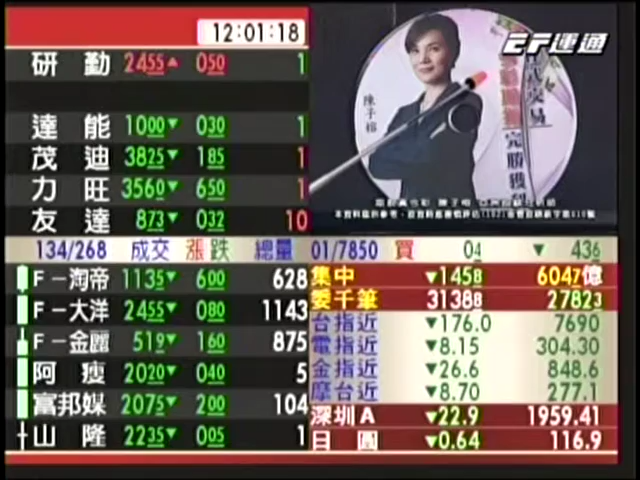 12:01:18
研勤 2455▲ 050 1
達能 1000▼ 030 1
茂迪 3825▼ 185 1
力旺 3560▼ 650 1
友達 873▼ 032 10
EF運通
陳子榕
完勝獲利
134/268 成交 漲跌 總量 01/7850 買 04 ▼ 436
F-淘帝 1135▼ 600 628
F-大洋 2455▼ 080 1143
F-金麗 519▼ 160 875
阿瘦 2020▼ 040 5
富邦媒 2075▼ 200 104
山隆 2235▼ 005 1
集中 ▼1458 6047億
委千筆 31388 27823
台指近 ▼176.0 7690
電指近 ▼8.15 304.30
金指近 ▼26.6 848.6
摩台近 ▼8.70 277.1
深圳A ▼22.9 1959.41
日圓 ▼0.64 116.9